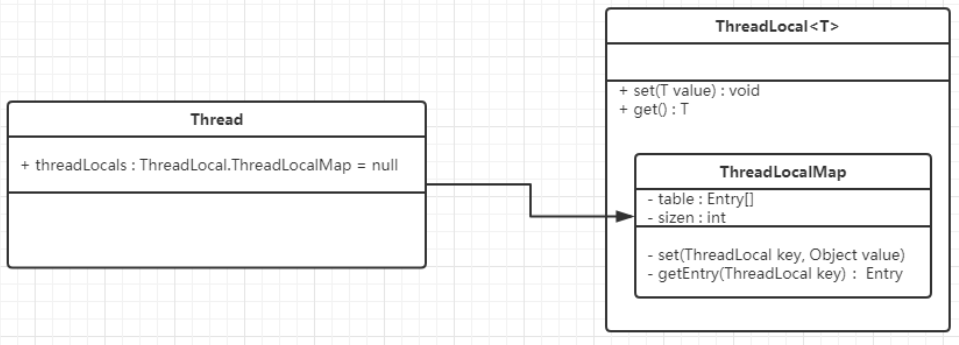 ThreadLocal<T>
+ set(T value) : void
+ get() : T
Thread
+ threadLocals : ThreadLocal.ThreadLocalMap = null
ThreadLocalMap
- table : Entry[]
- sizen : int
- set(ThreadLocal key, Object value)
- getEntry(ThreadLocal key) : Entry